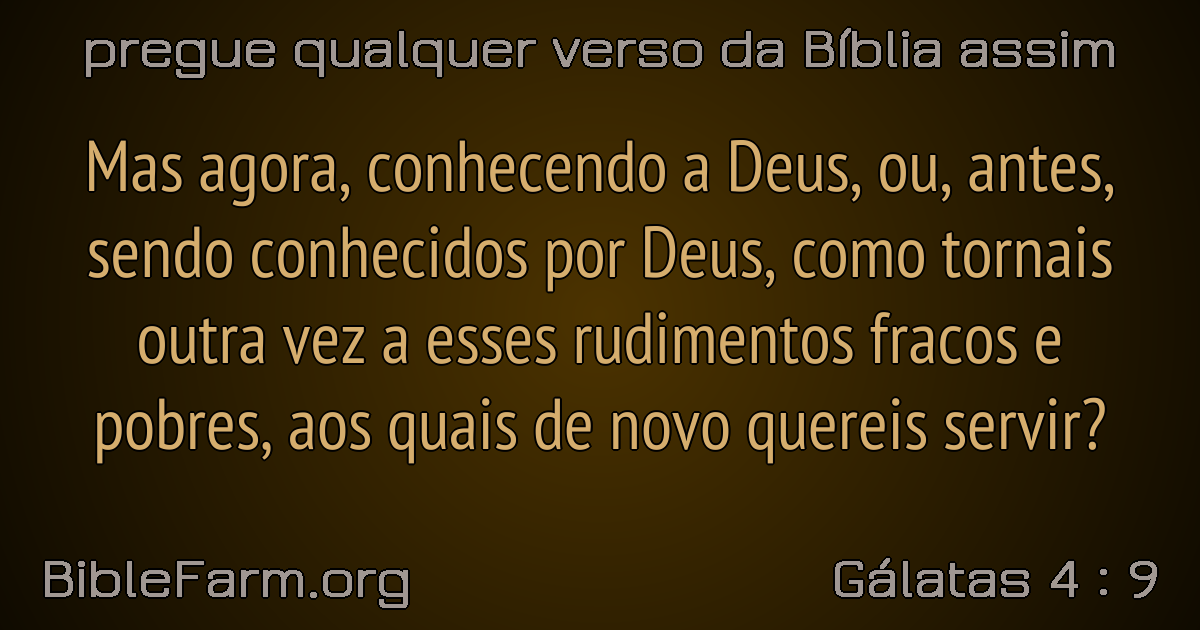 pregue qualquer verso da Bíblia assim
Mas agora, conhecendo a Deus, ou, antes,
sendo conhecidos por Deus, como tornais
outra vez a esses rudimentos fracos e
pobres, aos quais de novo quereis servir?
BibleFarm.org
Gálatas 4 : 9